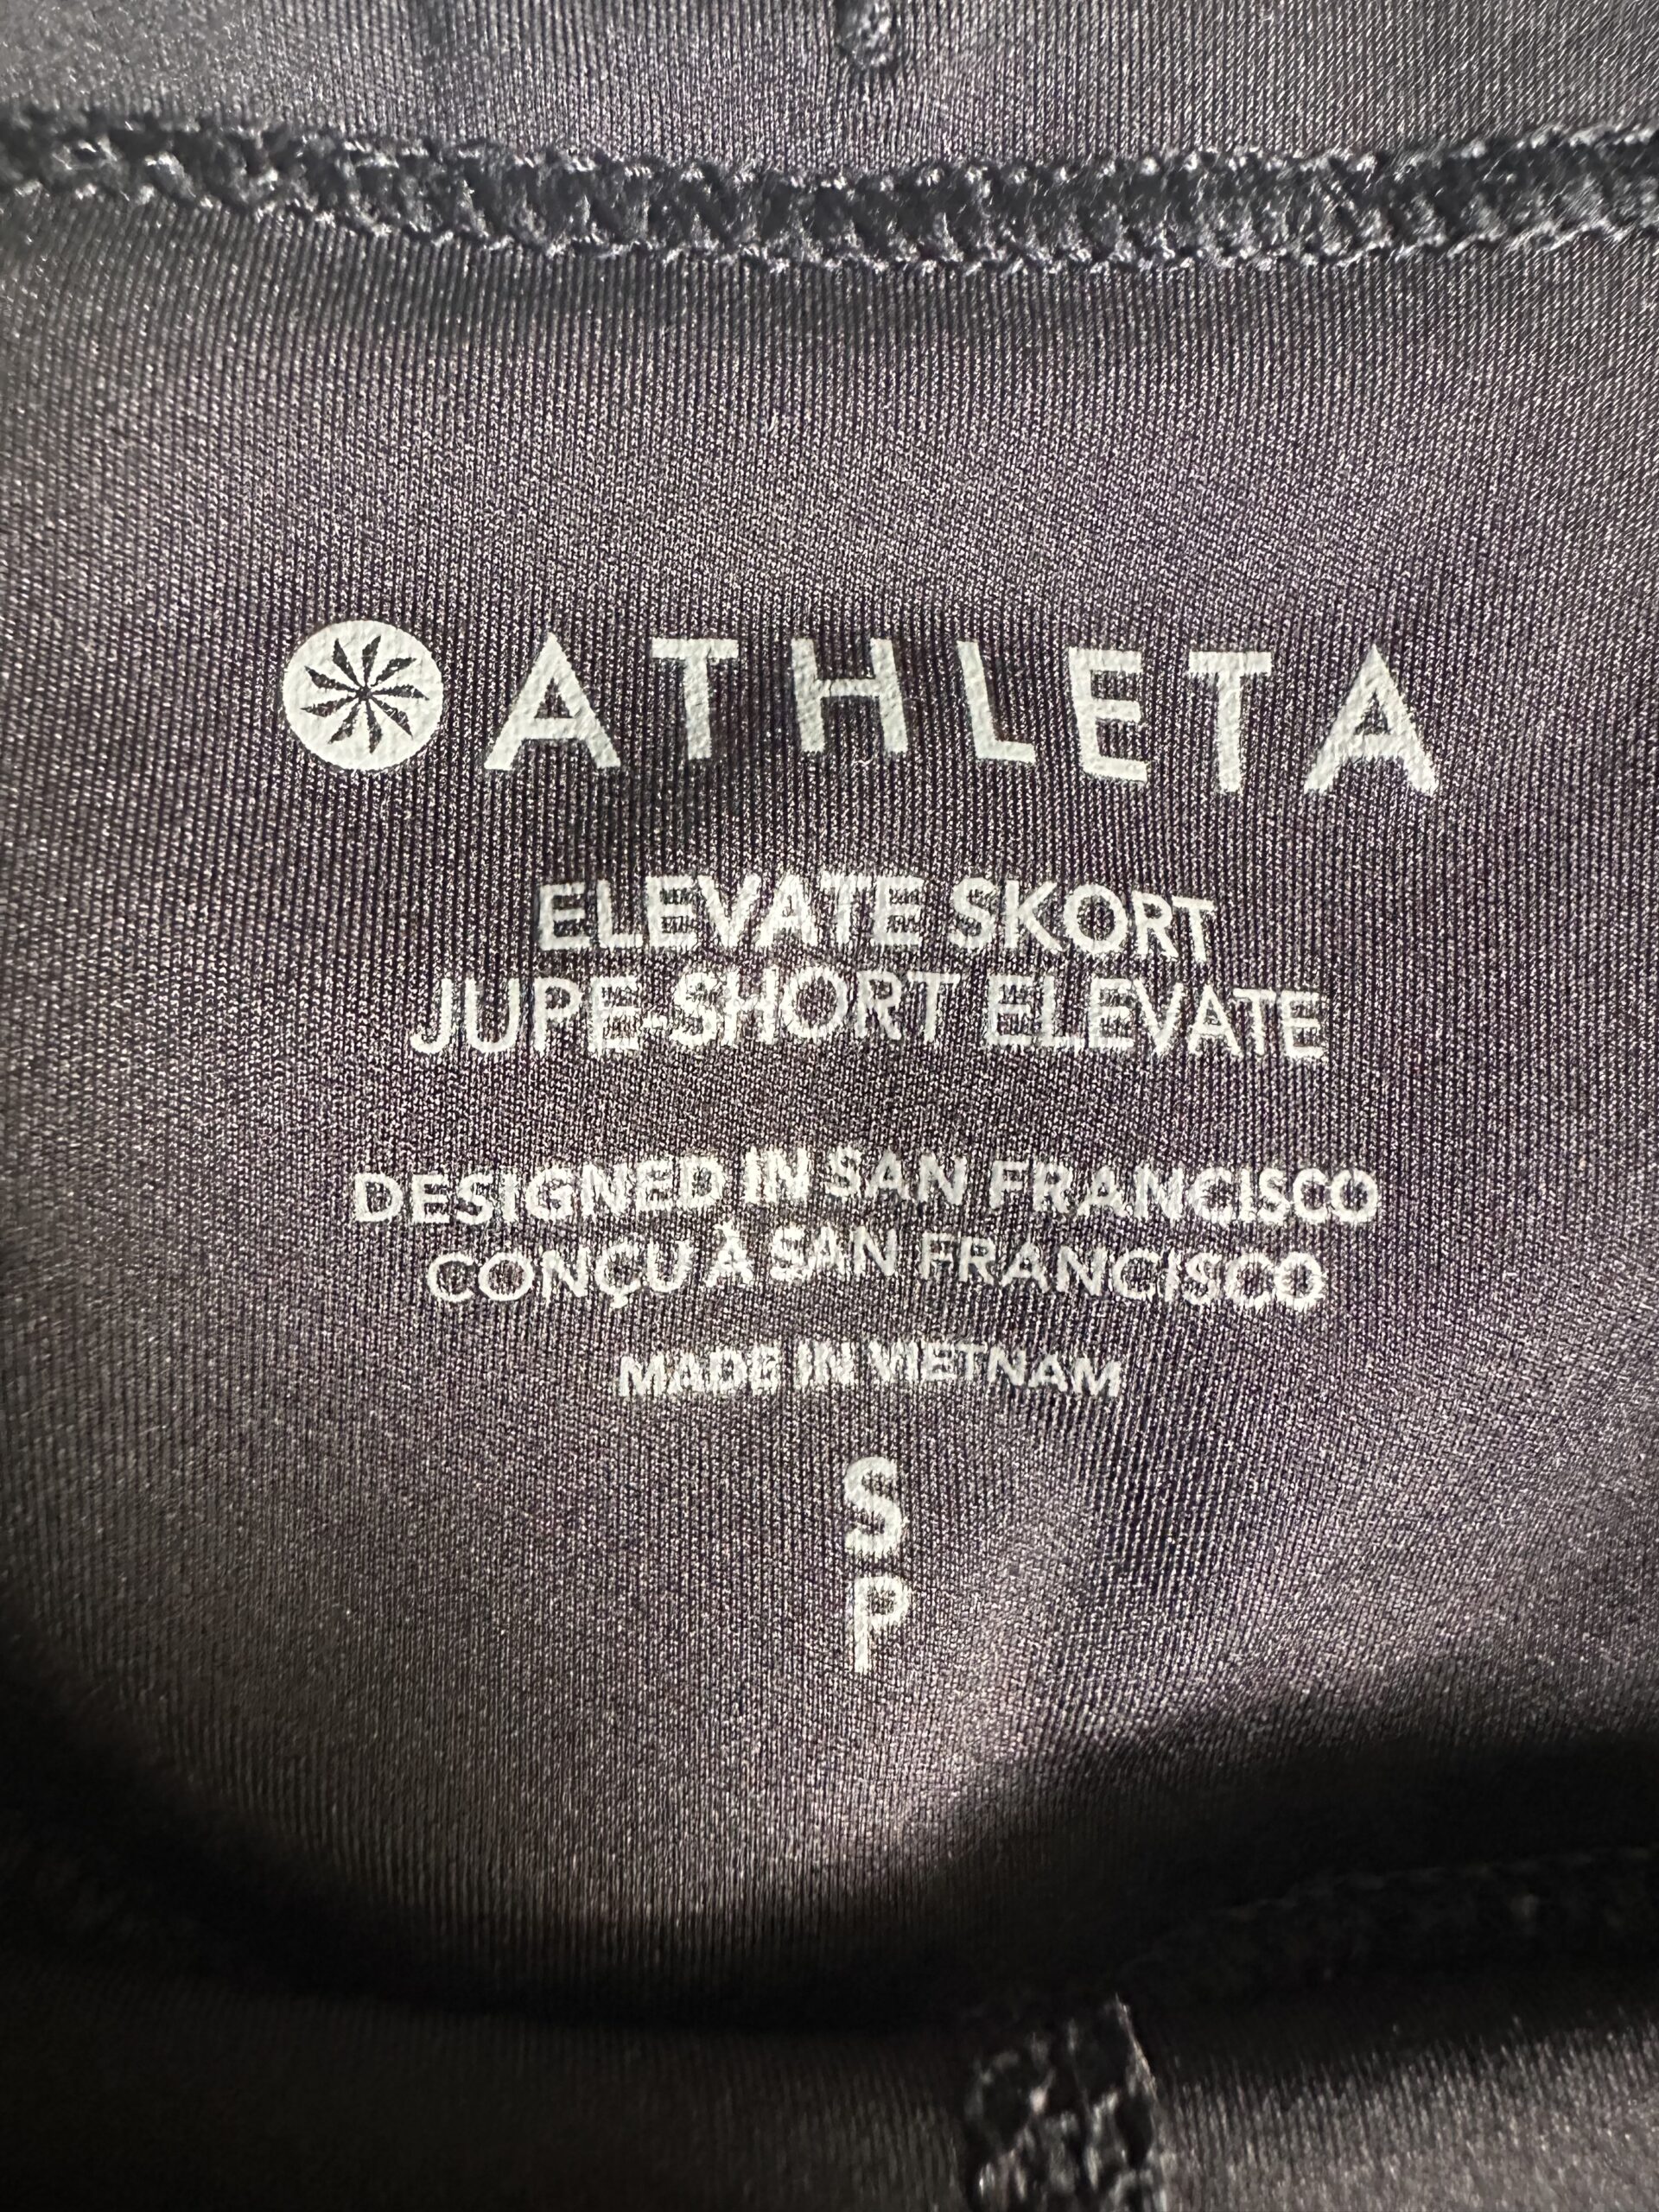 ATHLETA
ELEVATE SKORT
JUPE-SHORT ELEVATE
DESIGNED IN SAN FRANCISCO
CONÇU À SAN FRANCISCO
MADE IN VIETNAM
S
P